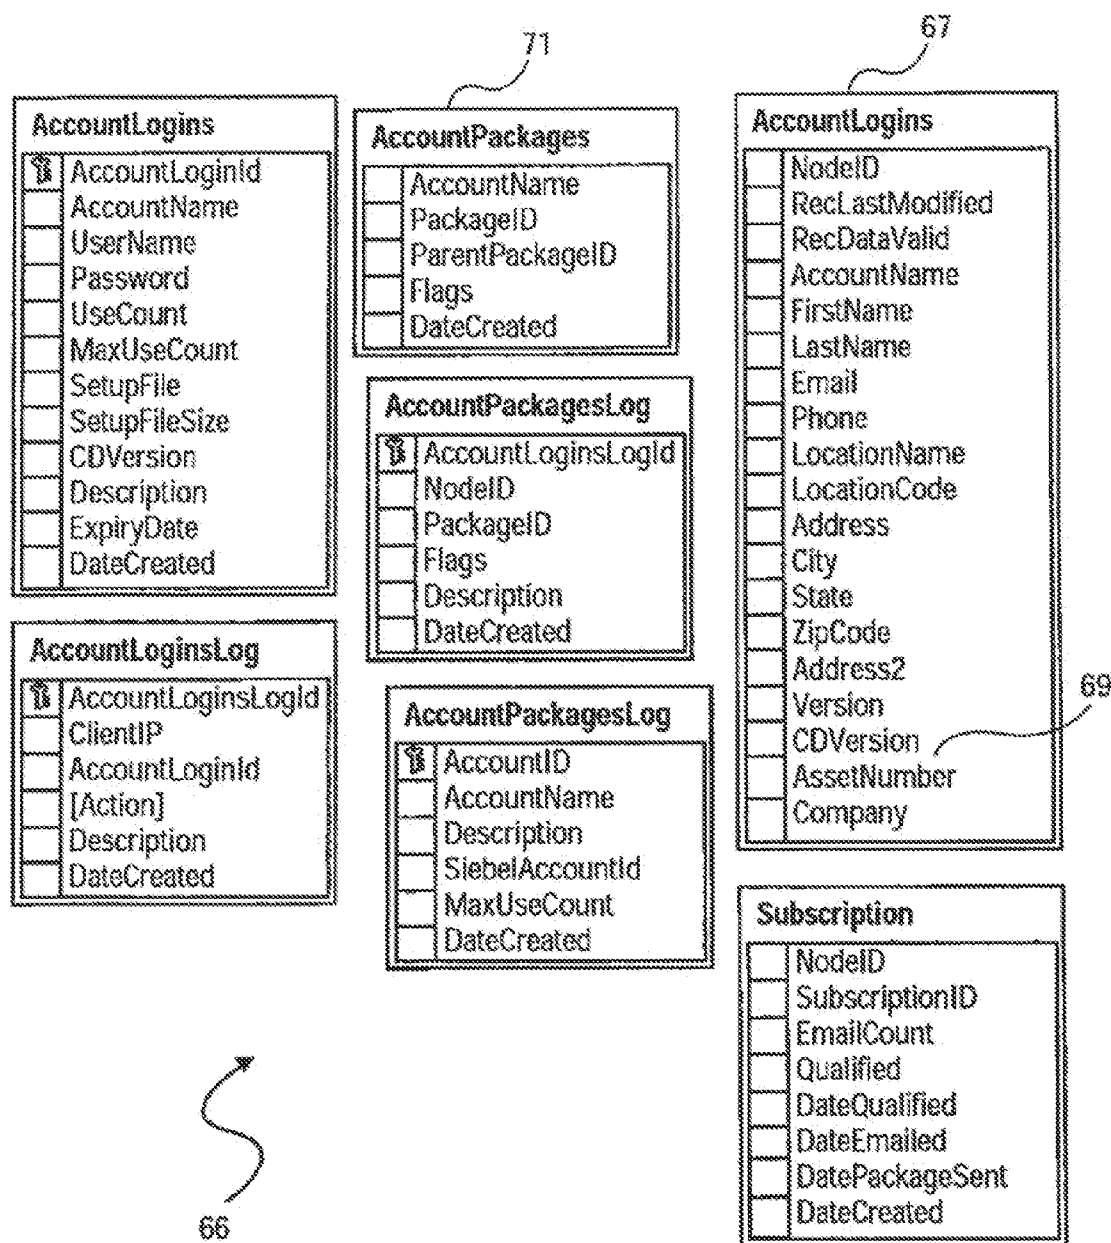 71
67
AccountLogins
AccountLoginId
AccountName
UserName
Password
UseCount
MaxUseCount
SetupFile
SetupFileSize
CDVersion
Description
ExpiryDate
DateCreated
AccountLoginsLog
AccountLoginsLogId
ClientIP
AccountLoginId
[Action]
Description
DateCreated
AccountPackages
AccountName
PackageID
ParentPackageID
Flags
DateCreated
AccountPackagesLog
AccountLoginsLogId
NodeID
PackageID
Flags
Description
DateCreated
AccountPackagesLog
AccountID
AccountName
Description
SiebelAccountId
MaxUseCount
DateCreated
AccountLogins
NodeID
RecLastModified
RecDataValid
AccountName
FirstName
LastName
Email
Phone
LocationName
LocationCode
Address
City
State
ZipCode
Address2
Version
CDVersion
AssetNumber
Company
69
Subscription
NodeID
SubscriptionID
EmailCount
Qualified
DateQualified
DateEmailed
DatePackageSent
DateCreated
66